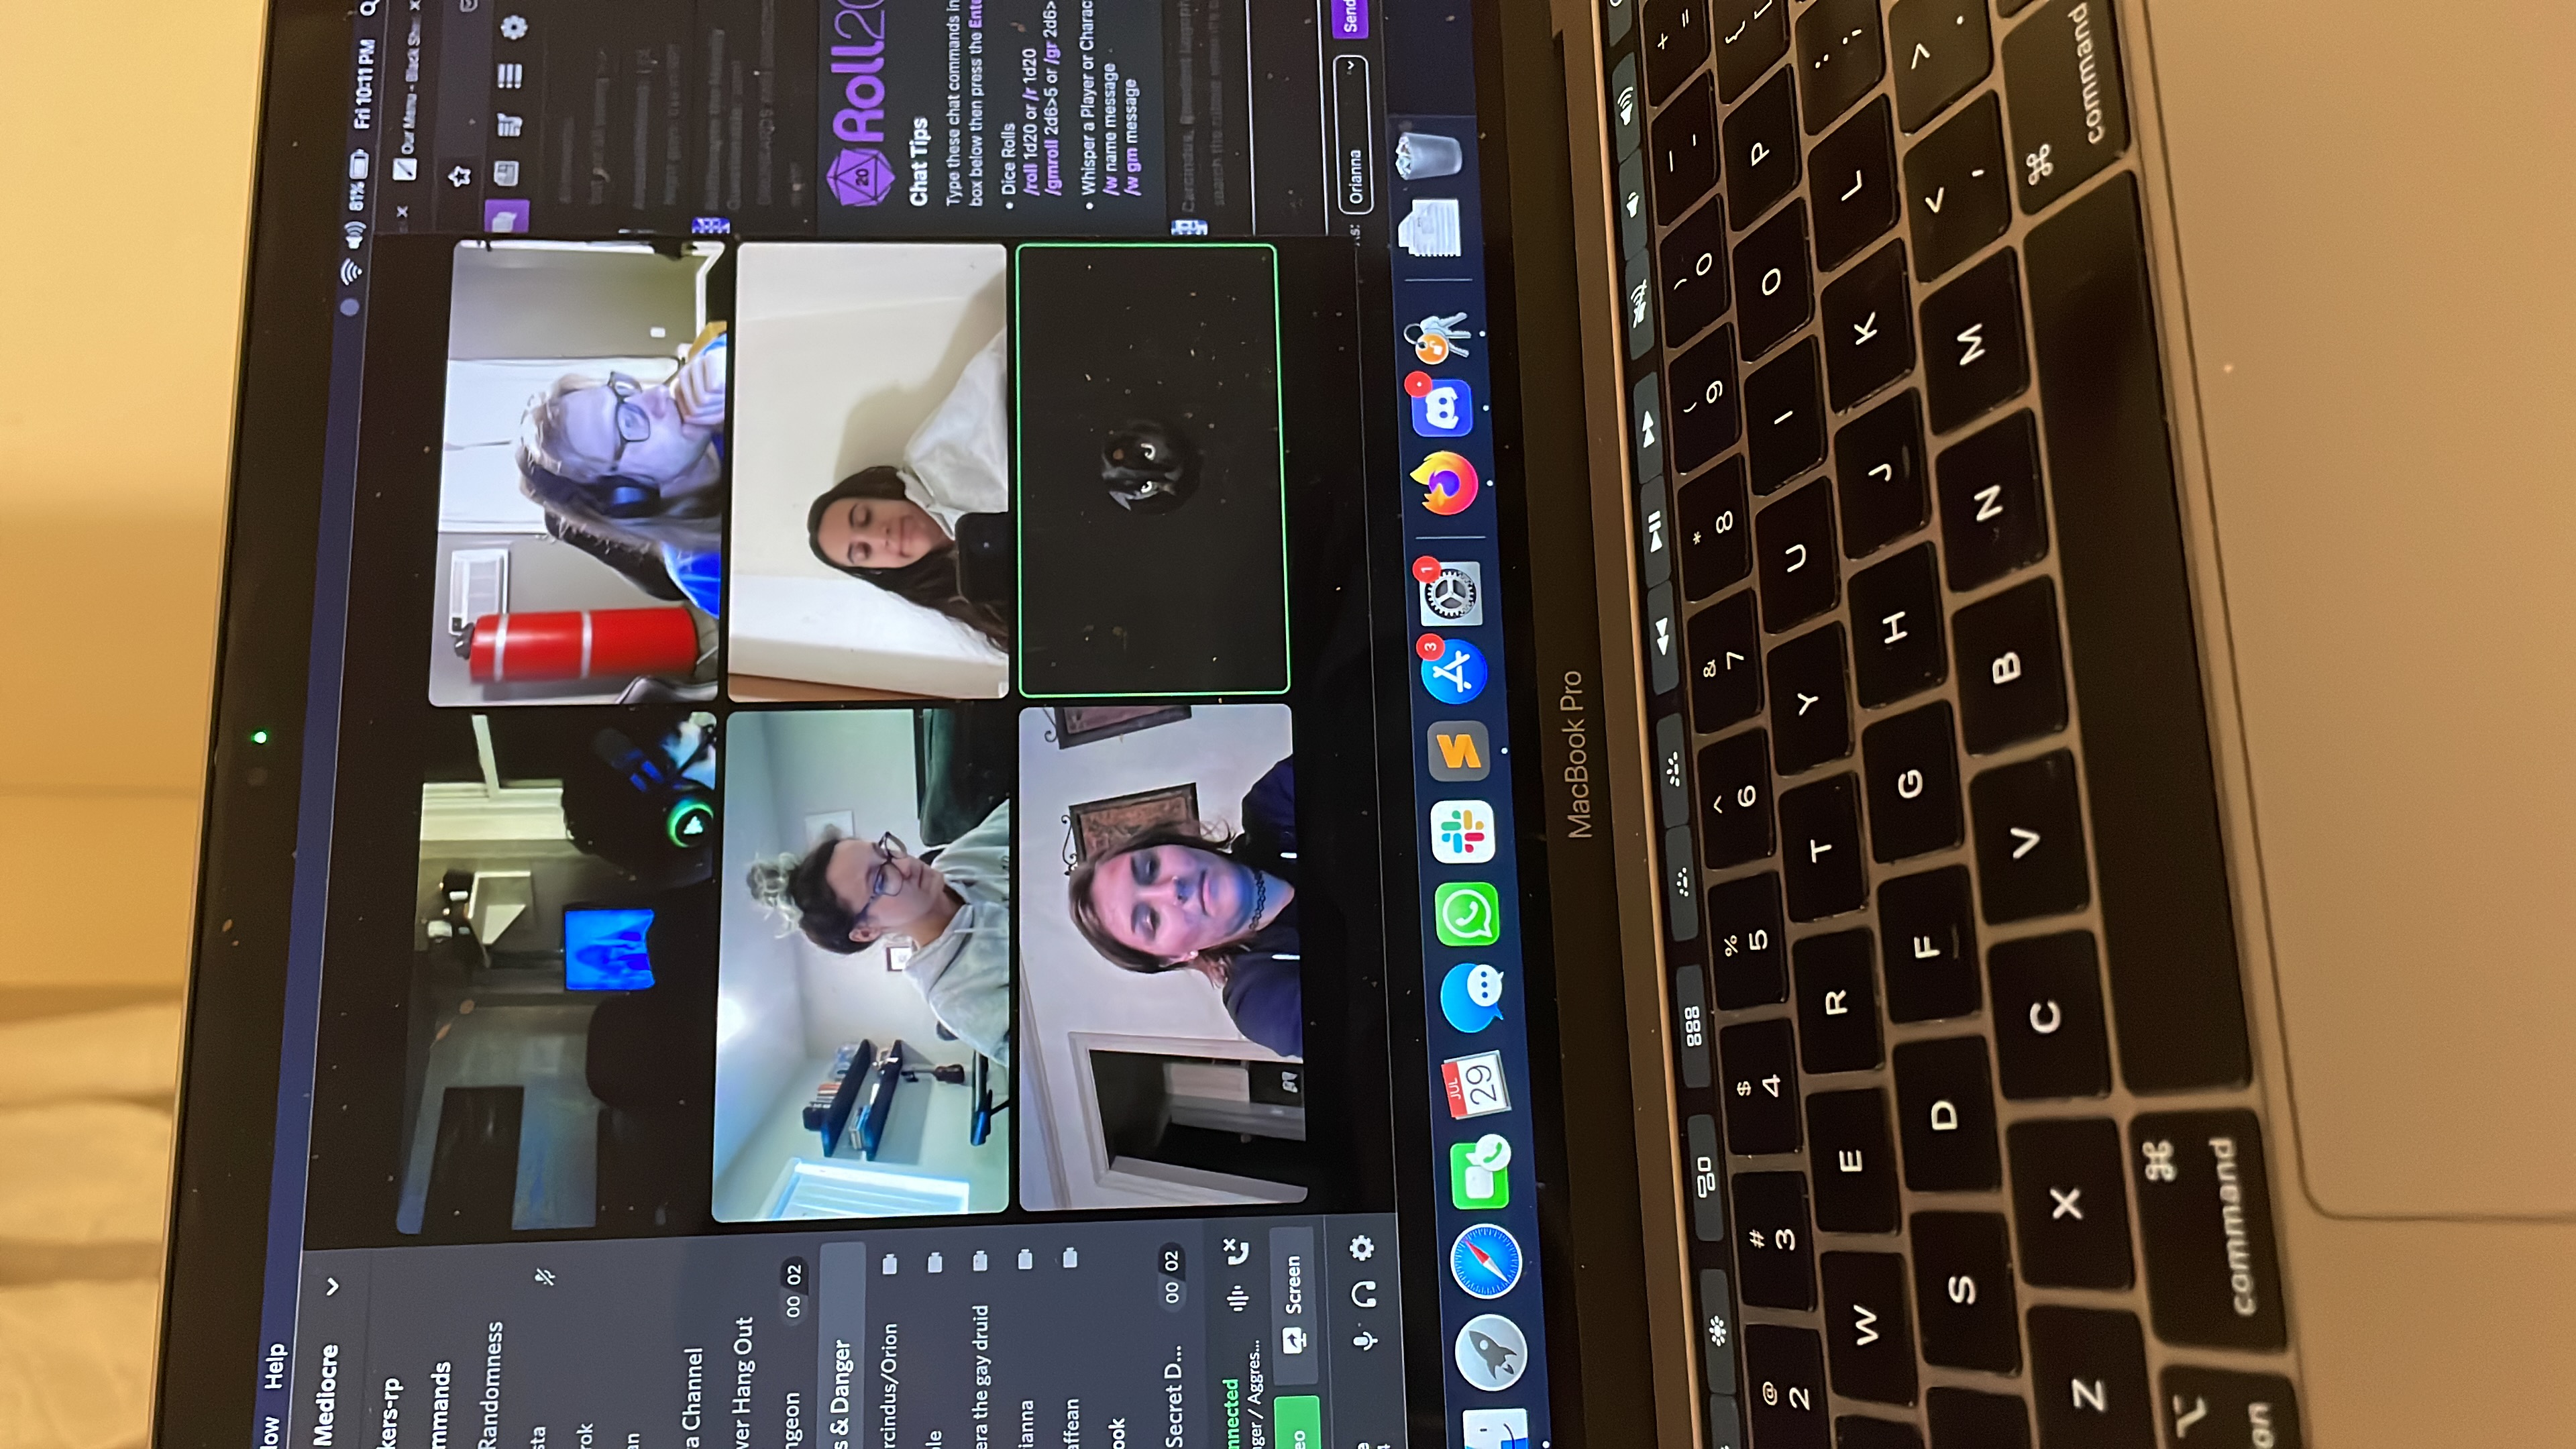 Help
Mediocre
kers-rp
mmands
Randomness
sta
rok
an
a Channel
ver Hang Out
ngeon 00 02
s & Danger
rcindus/Orion
ole
era the gay druid
ianna
affean
ook
Secret D... 00 02
nnected
ger / Aggres...
eo Screen
81% Fri 10:11 PM
Our Menu - Black She
20 Roll20
Chat Tips
Type these chat commands in
box below then press the Ente
• Dice Rolls
/roll 1d20 or /r 1d20
/gmroll 2d6>5 or /gr 2d6>
• Whisper a Player or Charac
/w name message
/w gm message
Carcindus,
As: Orianna Send
JUL
29
3
1
MacBook Pro
@ # $ % ^ & * ( ) — +
2 3 4 5 6 7 8 9 0 - =
W E R T Y U I O P { [
S D F G H J K L : ;
Z X C V B N M < , > .
⌥ ⌘ ⌘
on command command